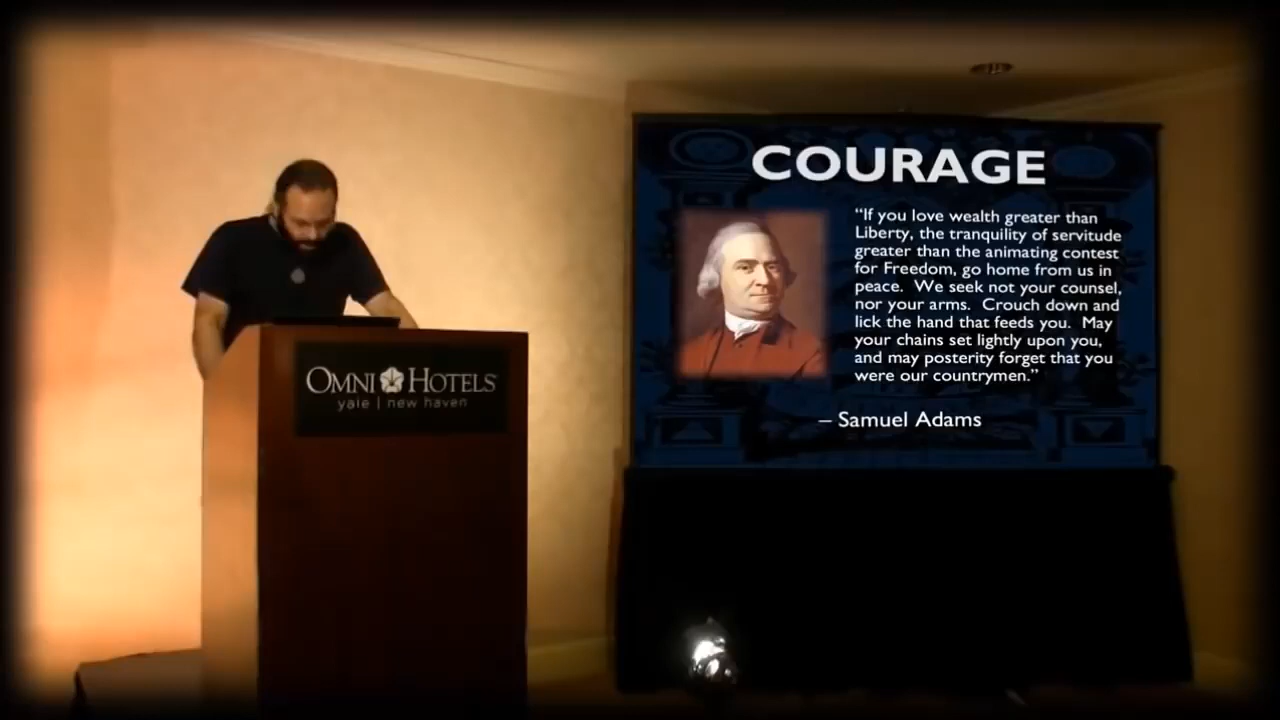 OMNI HOTELS
yale | new haven
COURAGE
“If you love wealth greater than
Liberty, the tranquility of servitude
greater than the animating contest
for Freedom, go home from us in
peace.  We seek not your counsel,
nor your arms.  Crouch down and
lick the hand that feeds you.  May
your chains set lightly upon you,
and may posterity forget that you
were our countrymen.”
– Samuel Adams